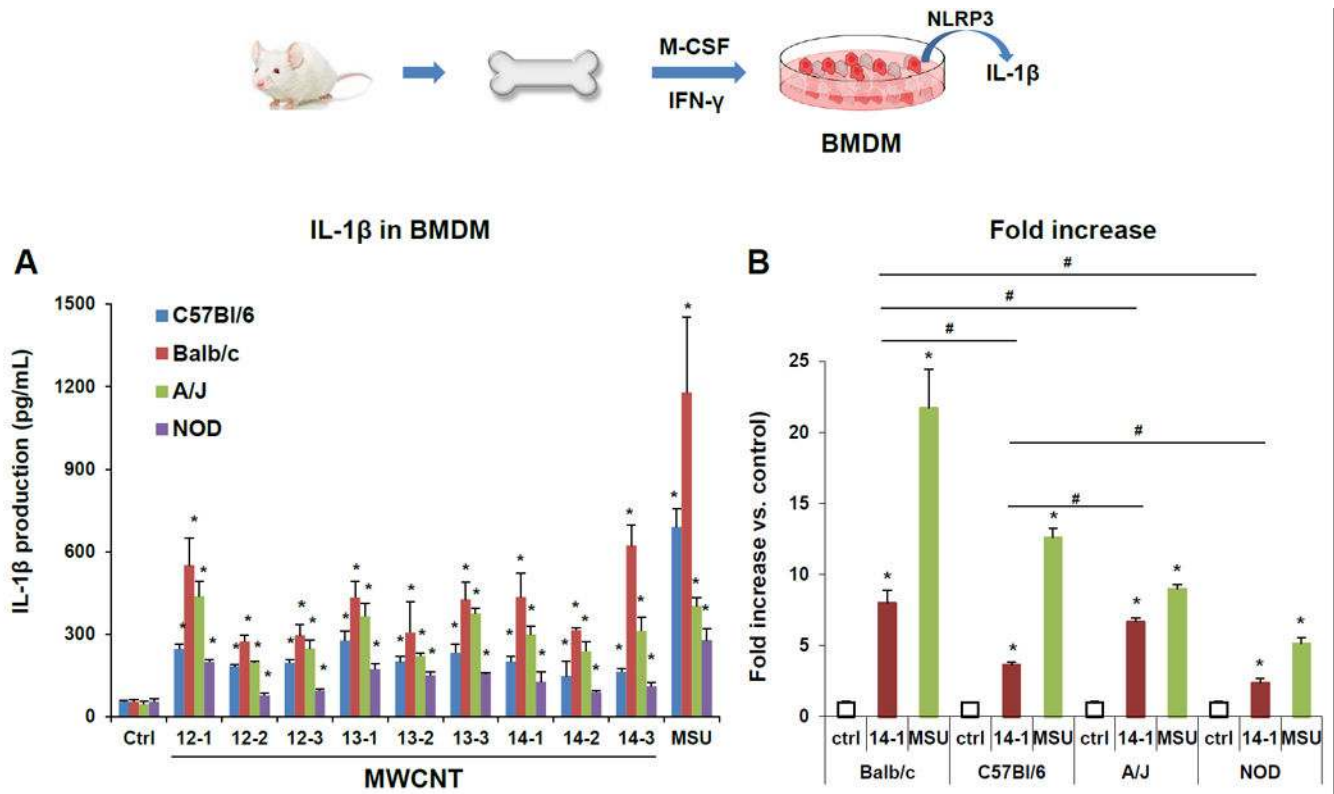 NLRP3
M-CSF
IFN-γ
IL-1β
BMDM
IL-1β in BMDM
Fold increase
A
B
IL-1β production (pg/mL)
1500
1200
900
600
300
0
C57Bl/6
Balb/c
A/J
NOD
* * * *
* * * *
* * * *
* * * *
* * * *
* * * *
* * * *
* * * *
* * * *
* * * *
Ctrl 12-1 12-2 12-3 13-1 13-2 13-3 14-1 14-2 14-3 MSU
MWCNT
Fold increase vs. control)
25
20
15
10
5
0
#
#
#
#
#
* *
* *
* *
* *
ctrl 14-1 MSU ctrl 14-1 MSU ctrl 14-1 MSU ctrl 14-1 MSU
Balb/c C57Bl/6 A/J NOD